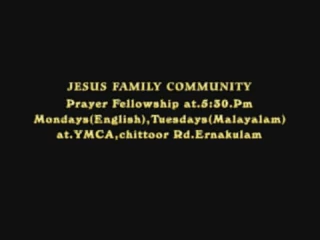 JESUS FAMILY COMMUNITY
Prayer Fellowship at.5:30.Pm
Mondays(English),Tuesdays(Malayalam)
at.YMCA,chittoor Rd.Ernakulam